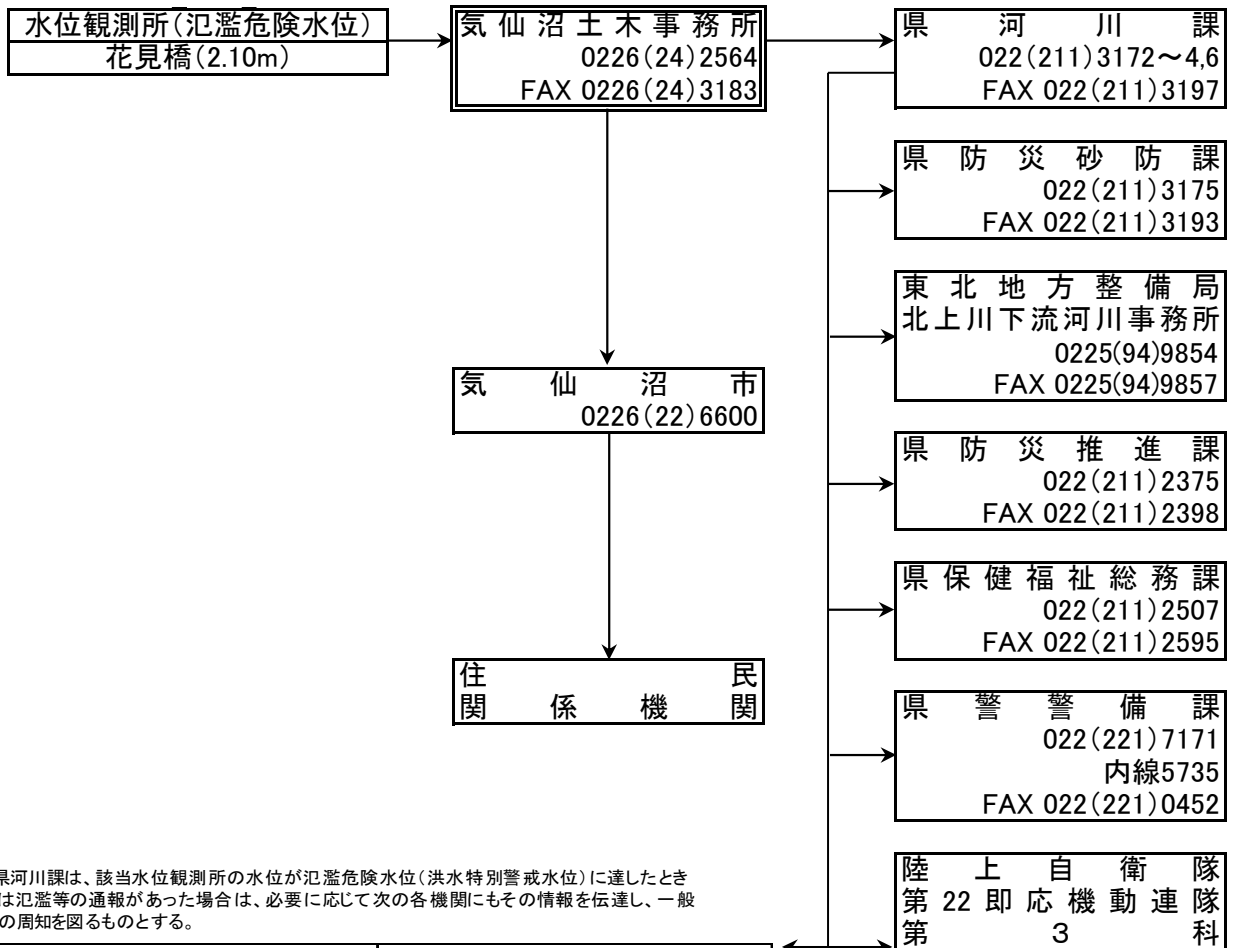 水位観測所(氾濫危険水位)
花見橋(2.10m)
気仙沼土木事務所
0226(24)2564
FAX 0226(24)3183
県河川課
022(211)3172～4,6
FAX 022(211)3197
県防災砂防課
022(211)3175
FAX 022(211)3193
東北地方整備局
北上川下流河川事務所
0225(94)9854
FAX 0225(94)9857
気仙沼市
0226(22)6600
県防災推進課
022(211)2375
FAX 022(211)2398
県保健福祉総務課
022(211)2507
FAX 022(211)2595
住民
関係機関
県警警備課
022(221)7171
内線5735
FAX 022(221)0452
県河川課は、該当水位観測所の水位が氾濫危険水位(洪水特別警戒水位)に達したとき
は氾濫等の通報があった場合は、必要に応じて次の各機関にもその情報を伝達し、一般
の周知を図るものとする。
陸上自衛隊
第22即応機動連隊
第3科